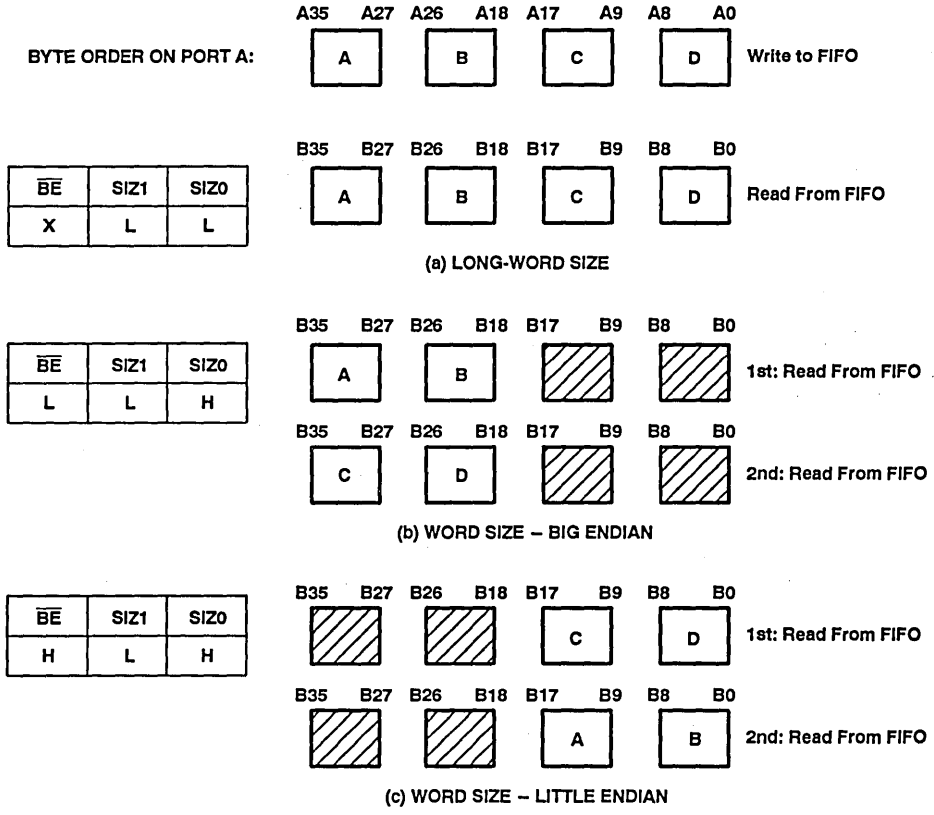 A35 A27 A26 A18 A17 A9 A8 A0
BYTE ORDER ON PORT A: A B C D Write to FIFO
B35 B27 B26 B18 B17 B9 B8 B0
BE SIZ1 SIZ0
A B C D Read From FIFO
X L L
(a) LONG-WORD SIZE
B35 B27 B26 B18 B17 B9 B8 B0
BE SIZ1 SIZ0
A B 1st: Read From FIFO
L L H
B35 B27 B26 B18 B17 B9 B8 B0
C D 2nd: Read From FIFO
(b) WORD SIZE – BIG ENDIAN
B35 B27 B26 B18 B17 B9 B8 B0
BE SIZ1 SIZ0
C D 1st: Read From FIFO
H L H
B35 B27 B26 B18 B17 B9 B8 B0
A B 2nd: Read From FIFO
(c) WORD SIZE – LITTLE ENDIAN